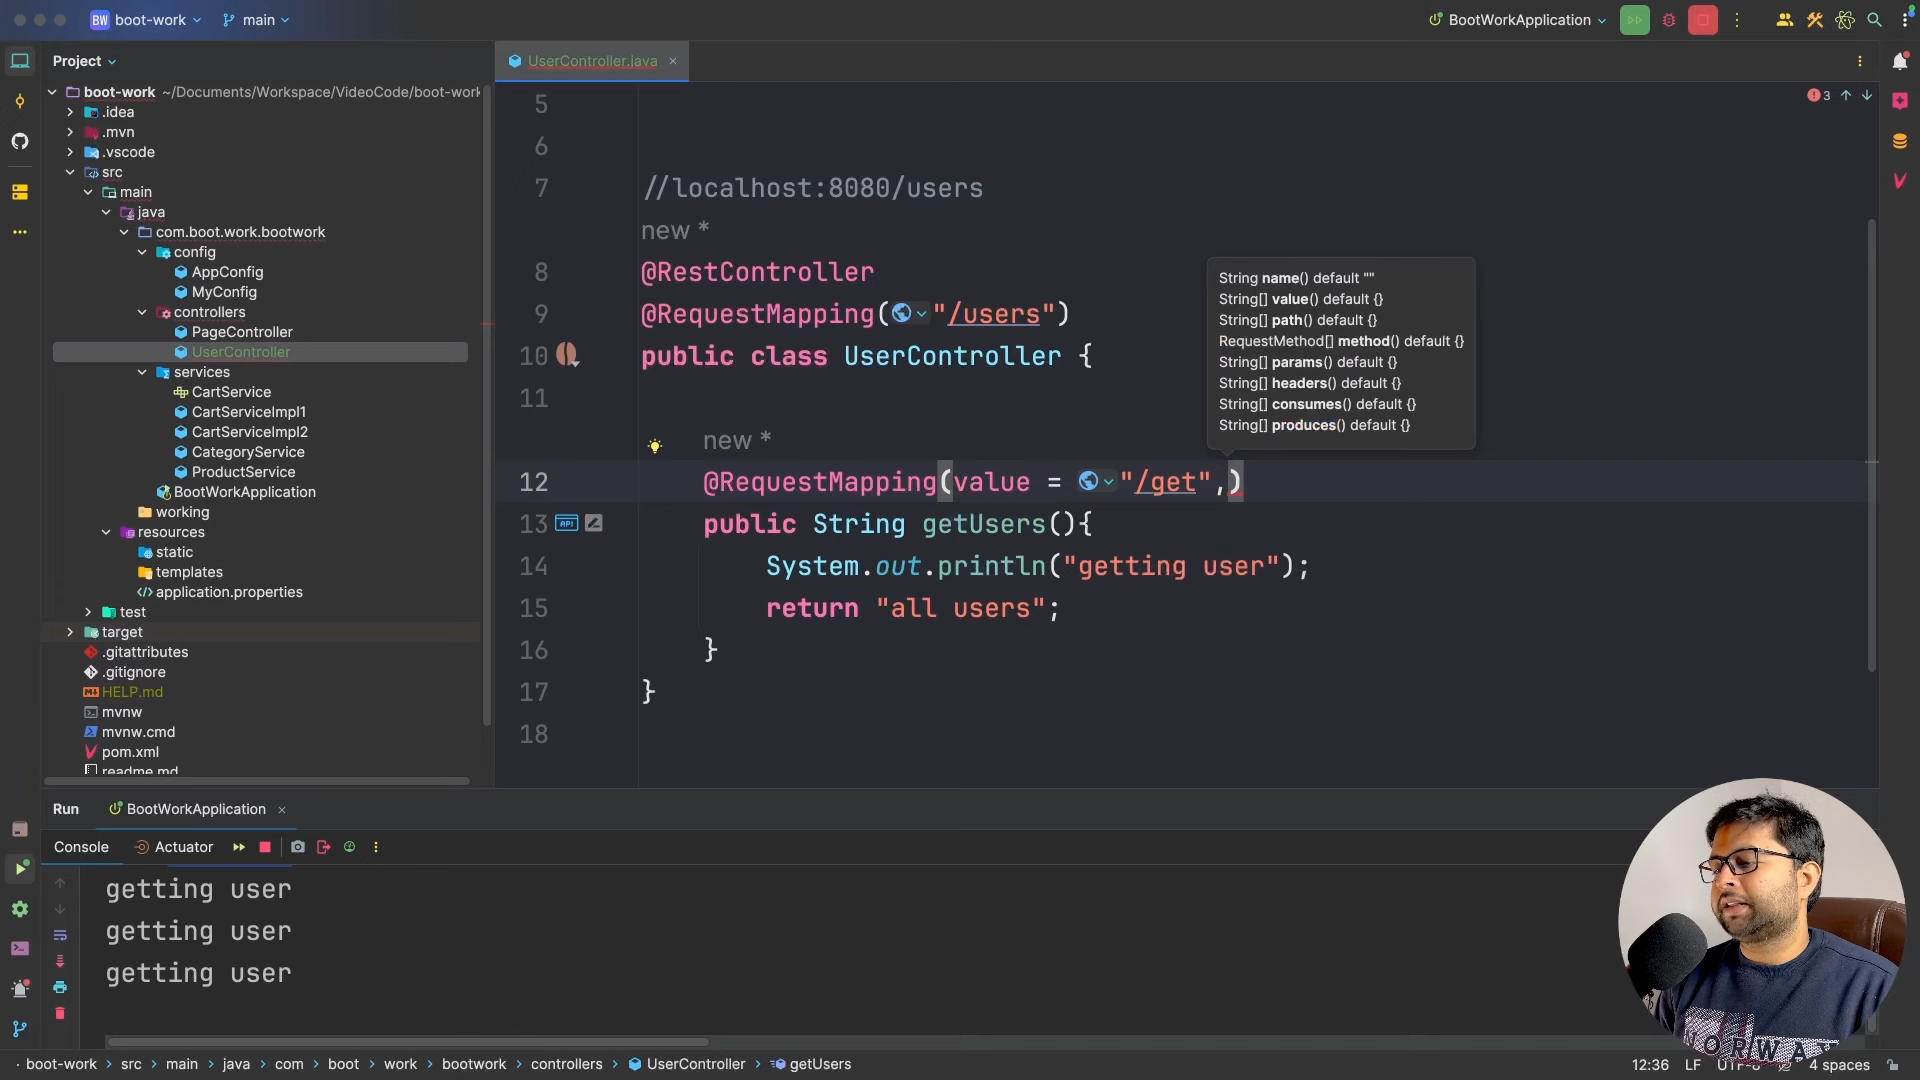 BW boot-work main BootWorkApplication
Project
UserController.java
boot-work ~/Documents/Workspace/VideoCode/boot-work
.idea
.mvn
.vscode
src
main
java
com.boot.work.bootwork
config
AppConfig
MyConfig
controllers
PageController
UserController
services
CartService
CartServiceImpl1
CartServiceImpl2
CategoryService
ProductService
BootWorkApplication
working
resources
static
templates
application.properties
test
target
.gitattributes
.gitignore
HELP.md
mvnw
mvnw.cmd
pom.xml
readme.md
3
5
6
7 //localhost:8080/users
new *
8 @RestController
9 @RequestMapping("/users")
10 public class UserController {
11
new *
12 @RequestMapping(value = "/get",)
13 public String getUsers(){
14 System.out.println("getting user");
15 return "all users";
16 }
17 }
18
String name() default ""
String[] value() default {}
String[] path() default {}
RequestMethod[] method() default {}
String[] params() default {}
String[] headers() default {}
String[] consumes() default {}
String[] produces() default {}
Run BootWorkApplication
Console Actuator
getting user
getting user
getting user
NORWAY
boot-work > src > main > java > com > boot > work > bootwork > controllers > UserController > getUsers
12:36 LF UTF-8 4 spaces